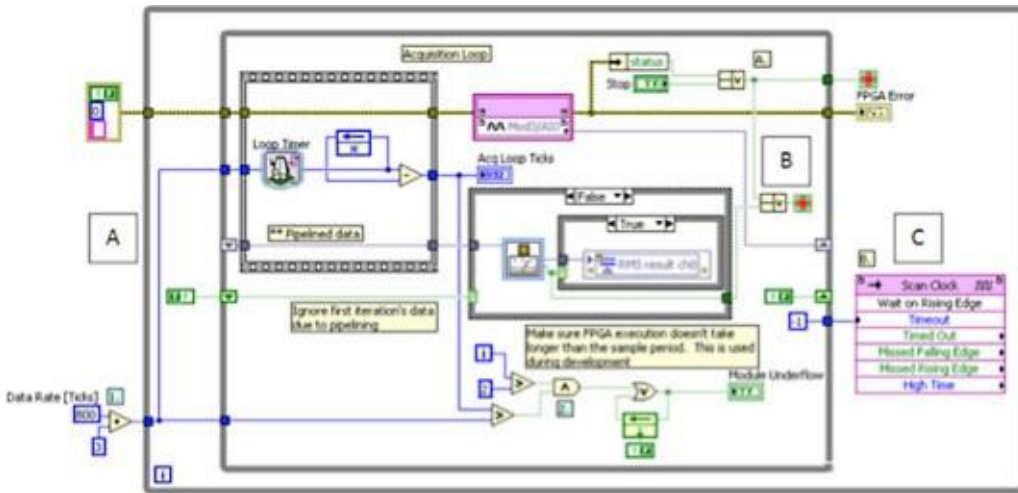 Acquisition Loop
status
A.
Stop
FPGA Error
0
Loop Timer
Acq Loop Ticks
B
False
True
A
** Pipelined data
C
RMS result ch0
B.
Scan Clock
Wait on Rising Edge
Timeout
Timed Out
Missed Falling Edge
Missed Rising Edge
High Time
Ignore first iteration's data
due to pipelining
-1
Make sure FPGA execution doesn't take
longer than the sample period. This is used
during development
i
Module Underflow
Data Rate [Ticks]
800
i